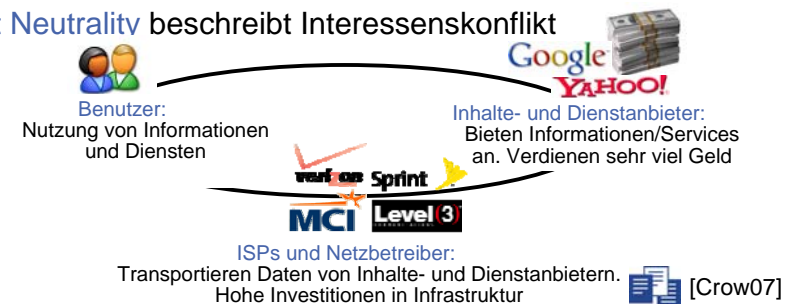 : Neutrality beschreibt Interessenskonflikt
Google
YAHOO!
Benutzer:
Nutzung von Informationen
und Diensten
Inhalte- und Dienstanbieter:
Bieten Informationen/Services
an. Verdienen sehr viel Geld
verizon Sprint
MCI Level(3)
ISPs und Netzbetreiber:
Transportieren Daten von Inhalte- und Dienstanbietern.
Hohe Investitionen in Infrastruktur
[Crow07]